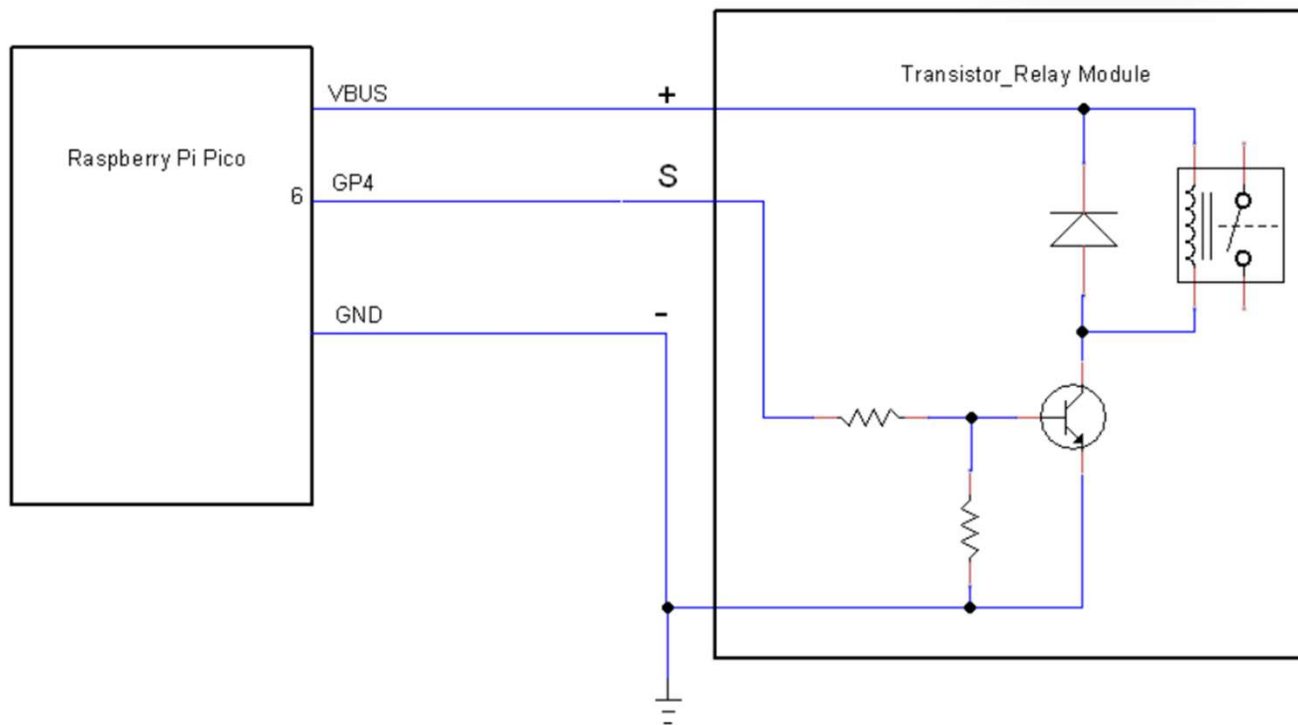 Transistor_Relay Module
VBUS
+
Raspberry Pi Pico
6
GP4
S
GND
-